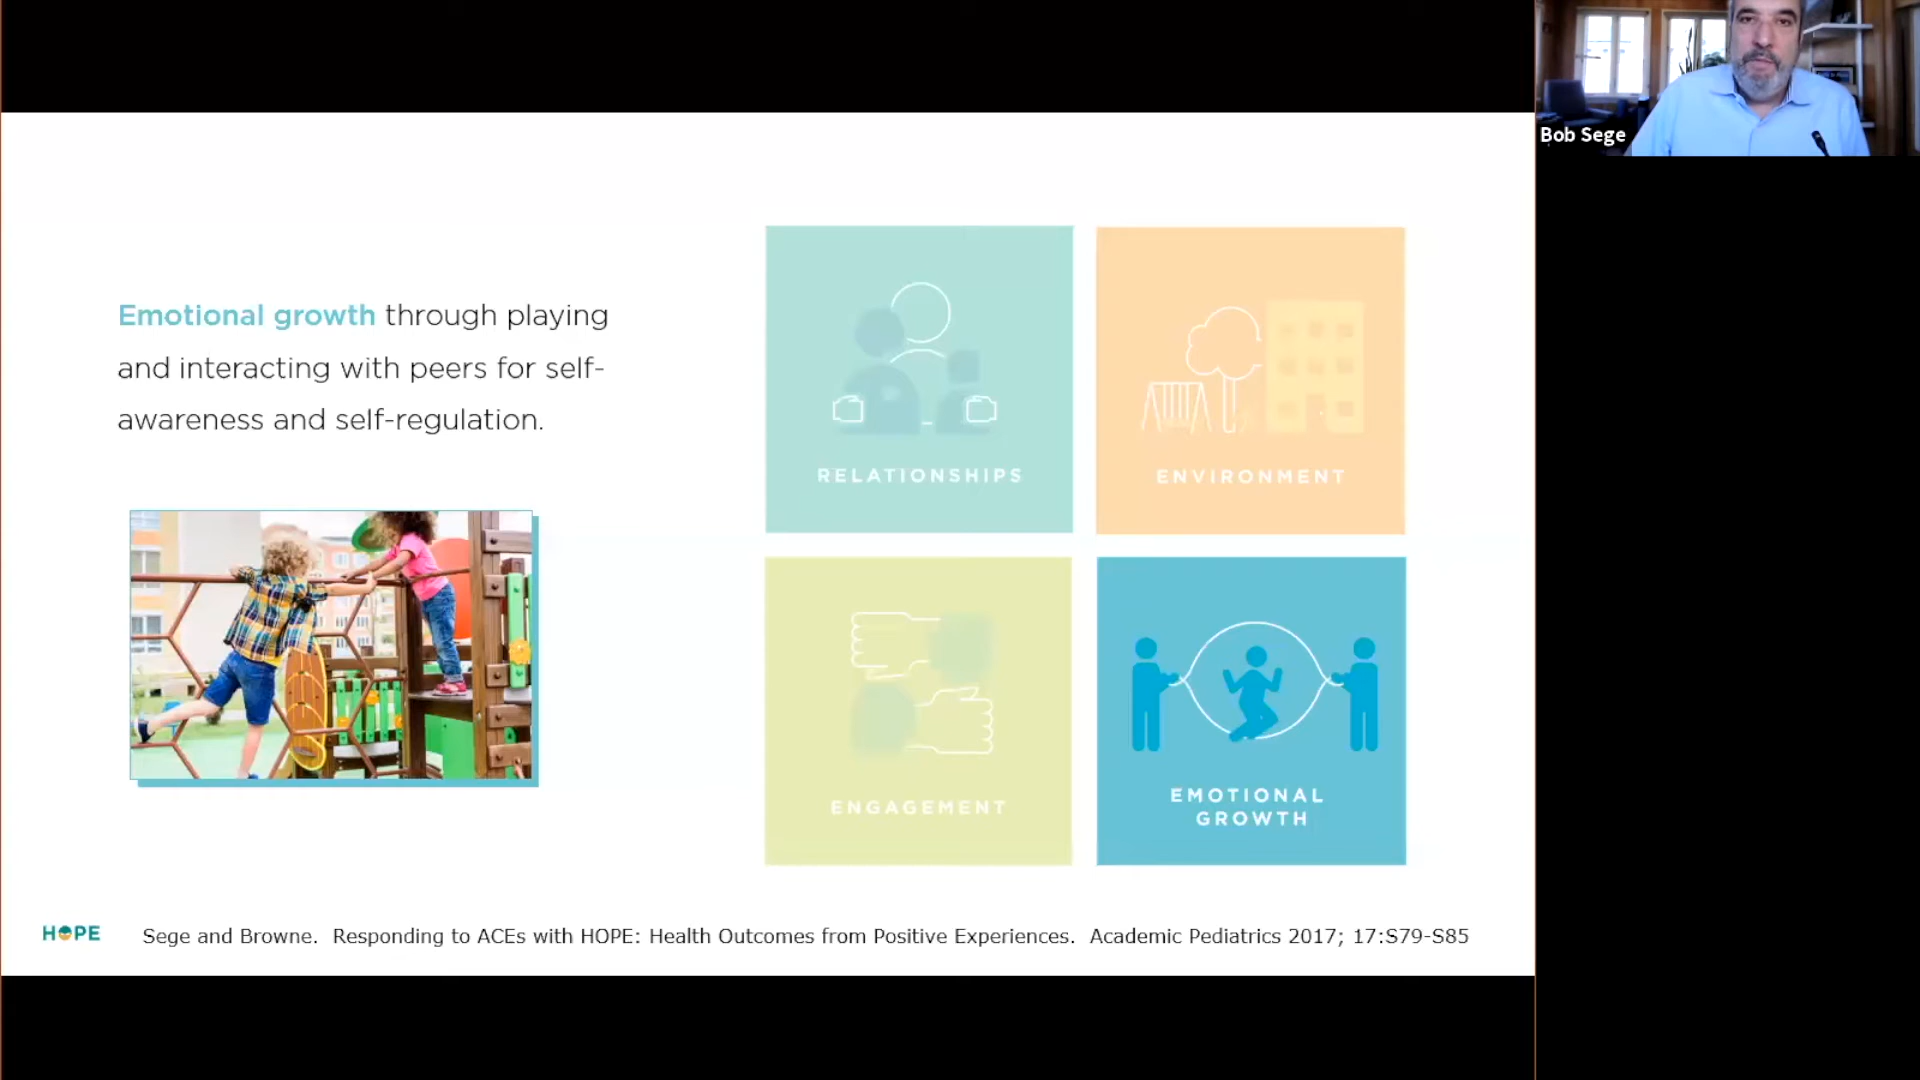 Bob Sege
Emotional growth through playing
and interacting with peers for self-
awareness and self-regulation.
RELATIONSHIPS
ENVIRONMENT
ENGAGEMENT
EMOTIONAL
GROWTH
HOPE
Sege and Browne. Responding to ACEs with HOPE: Health Outcomes from Positive Experiences. Academic Pediatrics 2017; 17:S79-S85